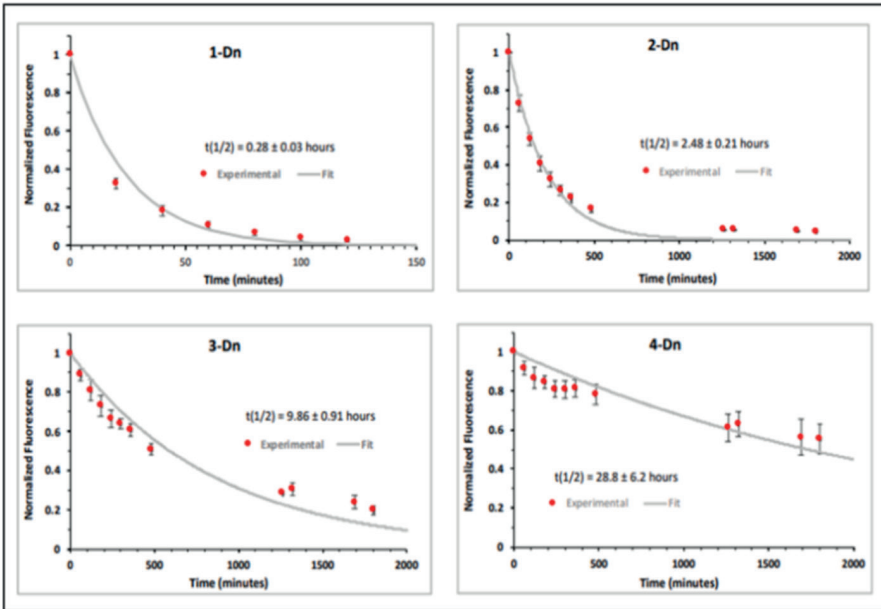 1-Dn
Normalized Fluorescence
1
0.8
0.6
0.4
0.2
0
t(1/2) = 0.28 ± 0.03 hours
Experimental
Fit
0
50
100
150
TIme (minutes)
2-Dn
Normalized Fluorescence
1
0.8
0.6
0.4
0.2
0
t(1/2) = 2.48 ± 0.21 hours
Experimental
Fit
0
500
1000
1500
2000
Time (minutes)
3-Dn
Normalized Fluorescence
1
0.8
0.6
0.4
0.2
0
t(1/2) = 9.86 ± 0.91 hours
Experimental
Fit
0
500
1000
1500
2000
Time (minutes)
4-Dn
Normalized Fluorescence
1
0.8
0.6
0.4
0.2
0
t(1/2) = 28.8 ± 6.2 hours
Experimental
Fit
0
500
1000
1500
2000
Time (minutes)